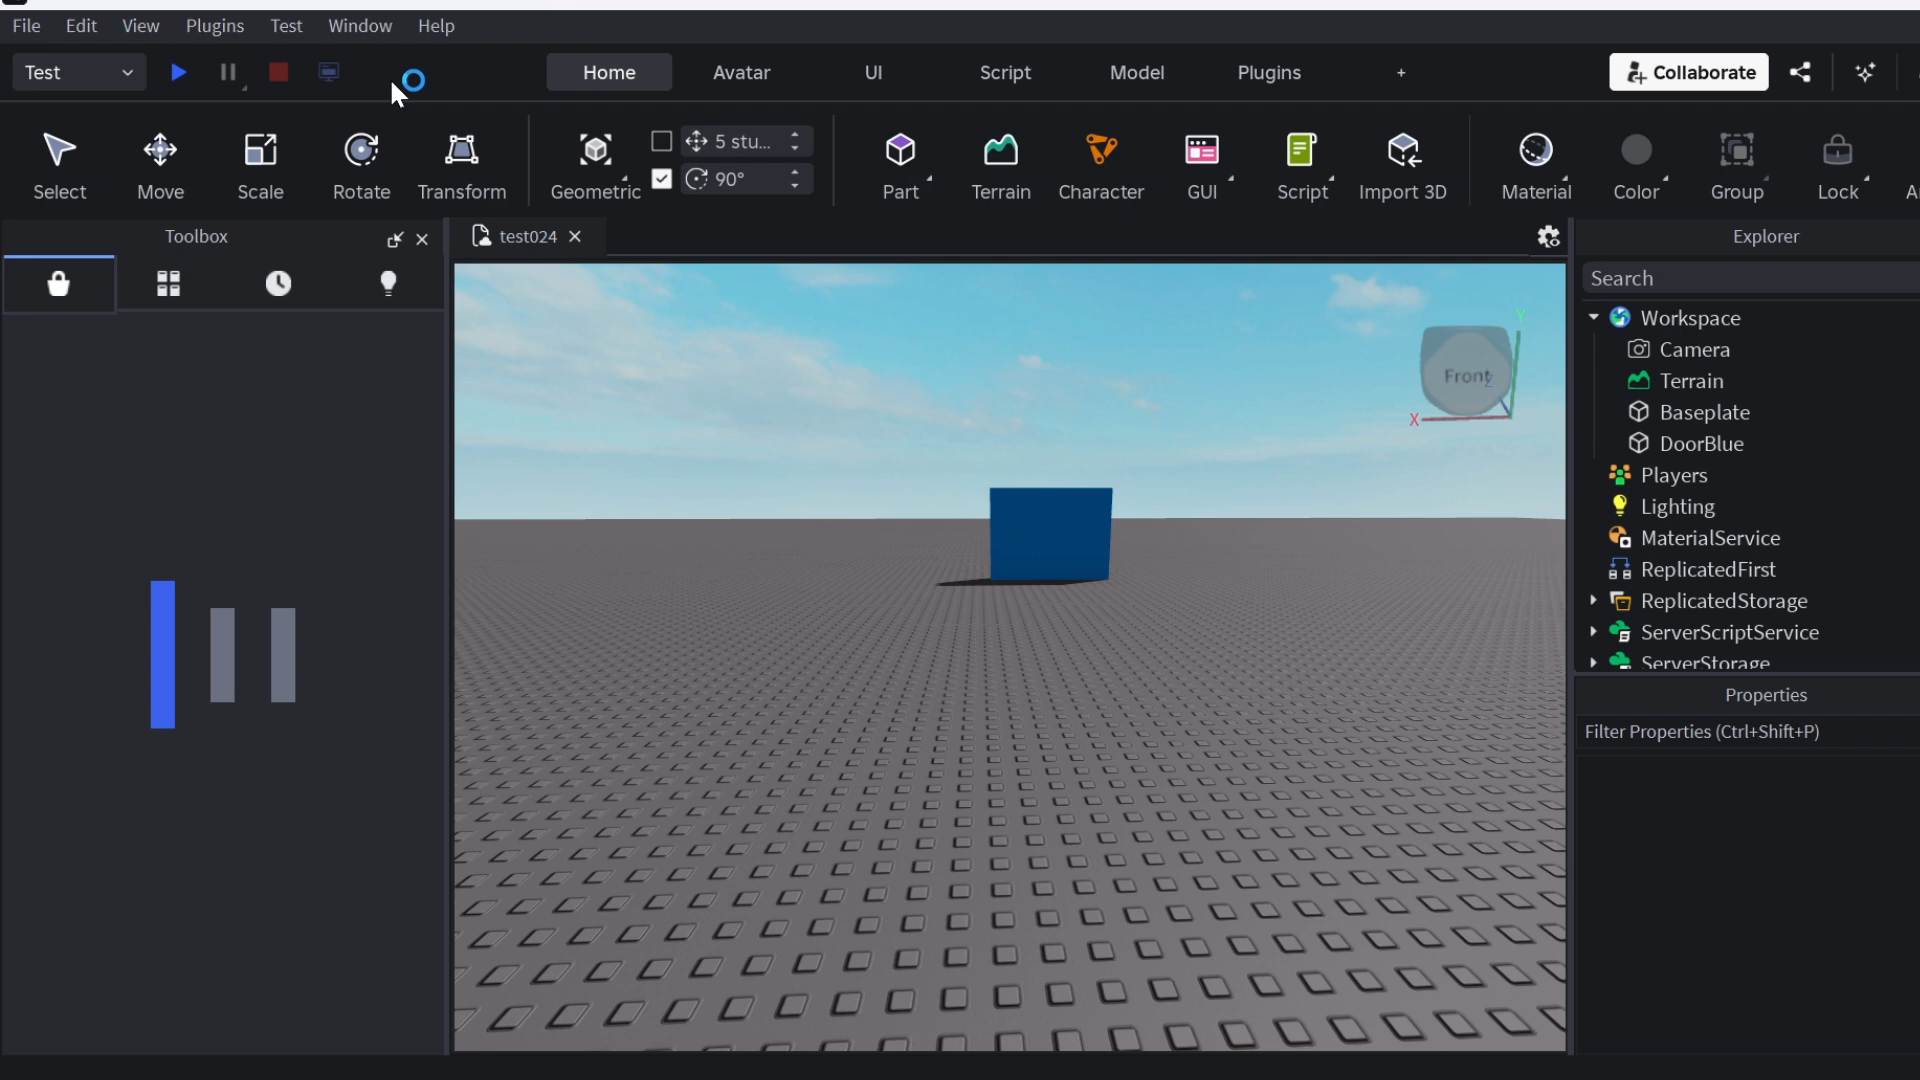 File Edit View Plugins Test Window Help
Test Home Avatar UI Script Model Plugins + Collaborate
5 stu...
90°
Select Move Scale Rotate Transform Geometric Part Terrain Character GUI Script Import 3D Material Color Group Lock
Toolbox
test024
Explorer
Search
Y
Front
Z
X
Workspace
Camera
Terrain
Baseplate
DoorBlue
Players
Lighting
MaterialService
ReplicatedFirst
ReplicatedStorage
ServerScriptService
ServerStorage
Properties
Filter Properties (Ctrl+Shift+P)